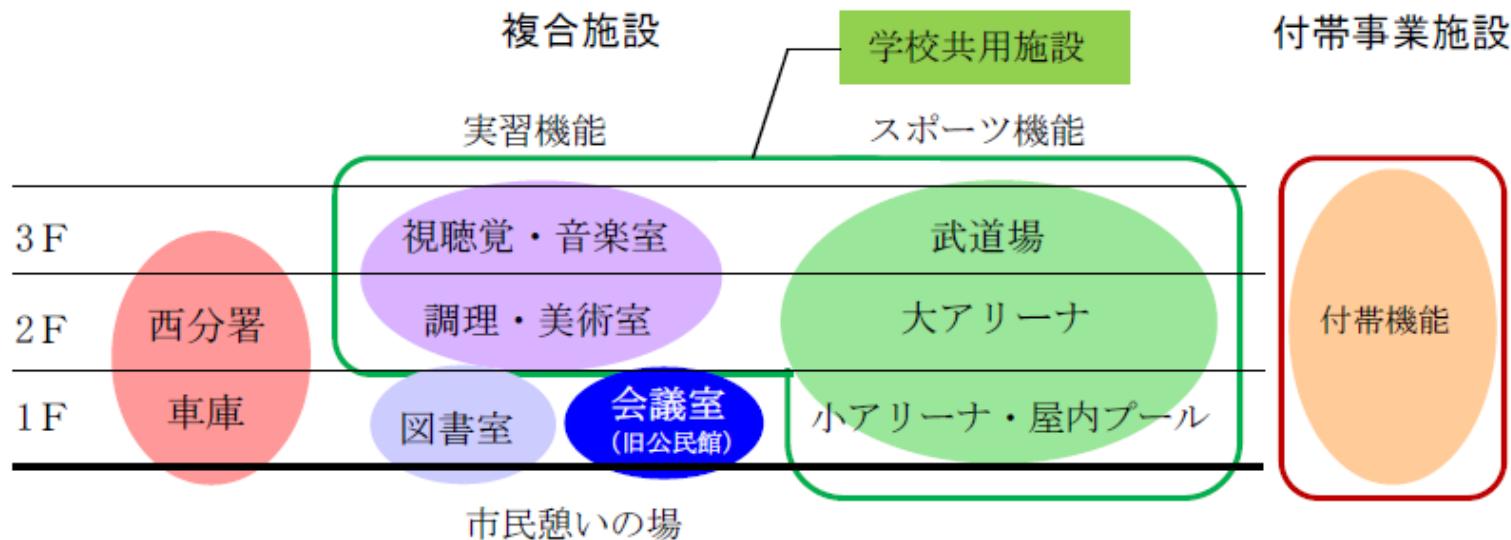 複合施設
学校共用施設
付帯事業施設
実習機能
スポーツ機能
3F
視聴覚・音楽室
武道場
2F
西分署
調理・美術室
大アリーナ
付帯機能
1F
車庫
図書室
会議室
(旧公民館)
小アリーナ・屋内プール
市民憩いの場